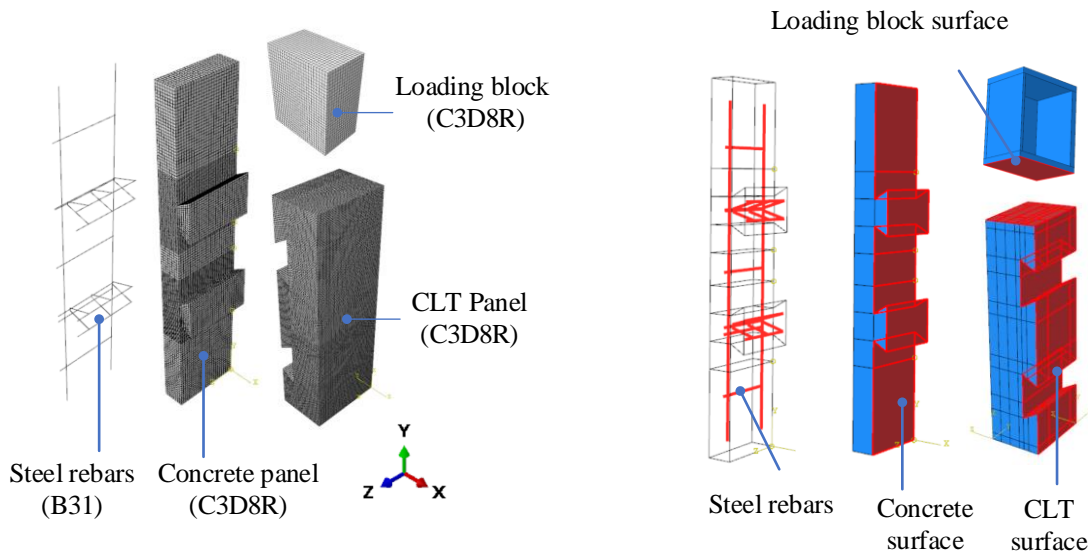 Loading block surface
Loading block
(C3D8R)
CLT Panel
(C3D8R)
Steel rebars
(B31)
Concrete panel
(C3D8R)
Y
Z
X
Steel rebars
Concrete
surface
CLT
surface